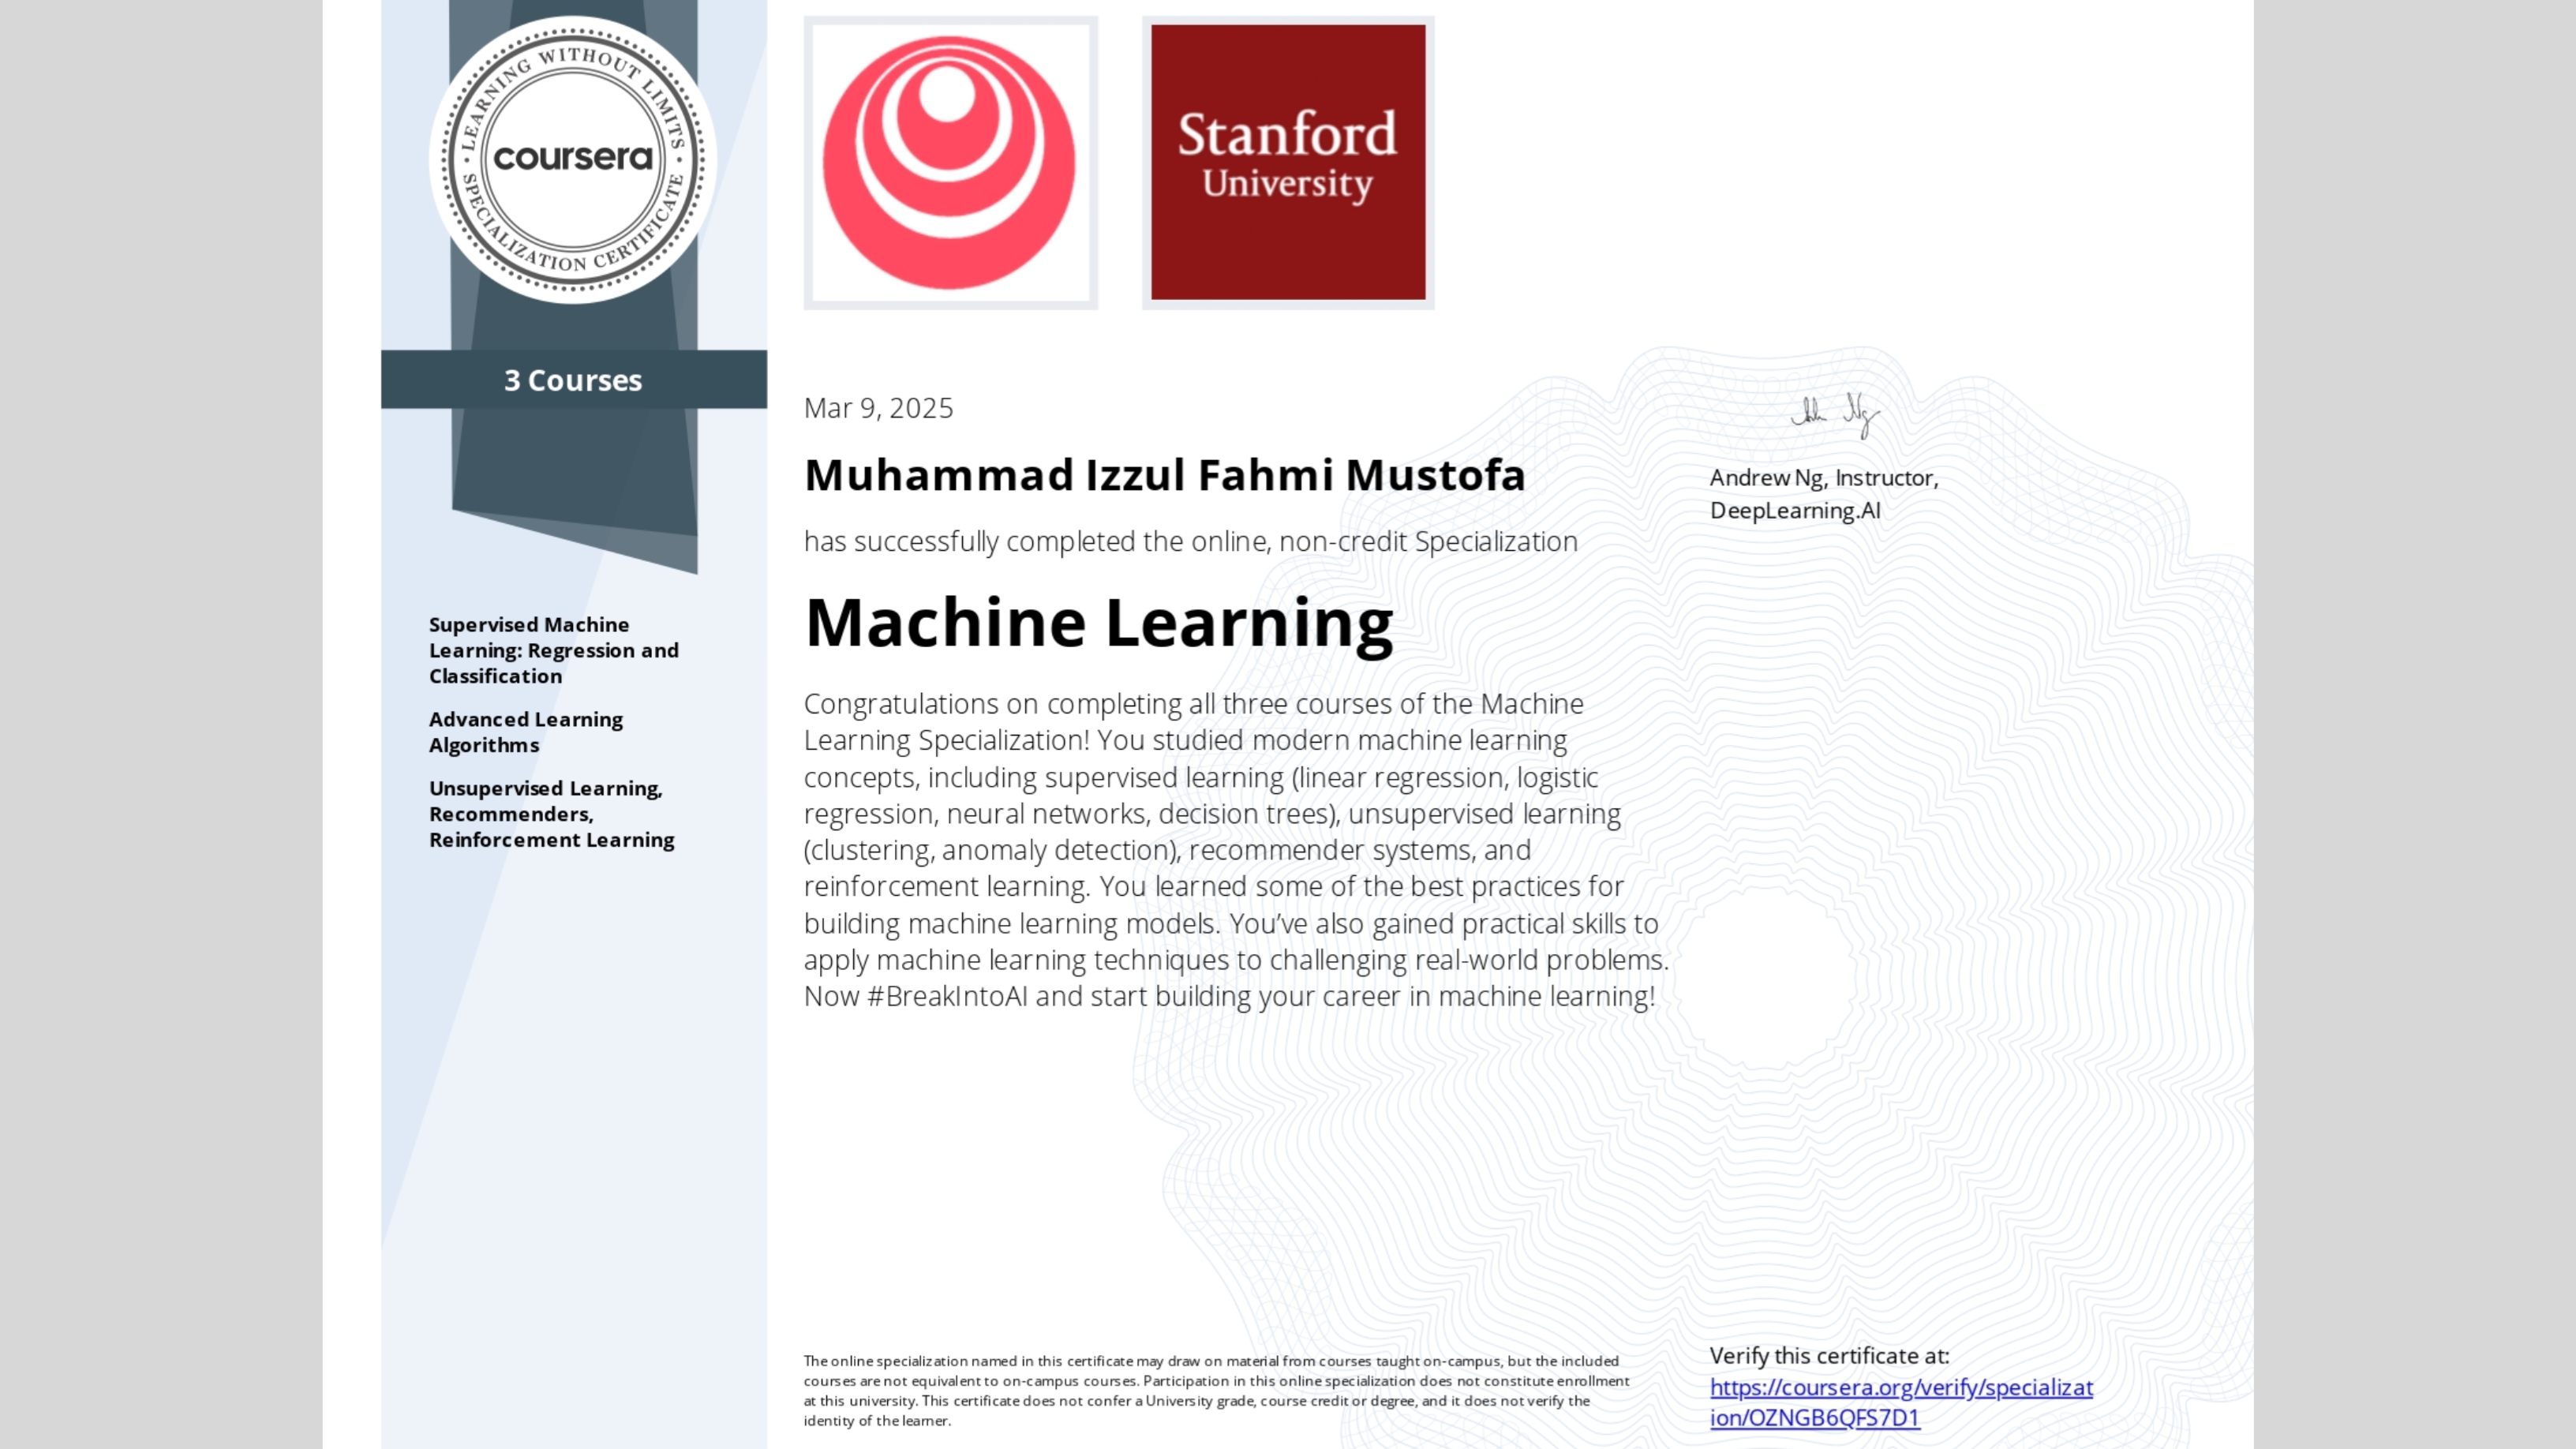 LEARNING WITHOUT LIMITS
coursera
SPECIALIZATION CERTIFICATE
3 Courses
Supervised Machine
Learning: Regression and
Classification
Advanced Learning
Algorithms
Unsupervised Learning,
Recommenders,
Reinforcement Learning
Stanford
University
Mar 9, 2025
Muhammad Izzul Fahmi Mustofa
has successfully completed the online, non-credit Specialization
Machine Learning
Congratulations on completing all three courses of the Machine
Learning Specialization! You studied modern machine learning
concepts, including supervised learning (linear regression, logistic
regression, neural networks, decision trees), unsupervised learning
(clustering, anomaly detection), recommender systems, and
reinforcement learning. You learned some of the best practices for
building machine learning models. You’ve also gained practical skills to
apply machine learning techniques to challenging real-world problems.
Now #BreakIntoAI and start building your career in machine learning!
Andrew Ng, Instructor,
DeepLearning.AI
The online specialization named in this certificate may draw on material from courses taught on-campus, but the included
courses are not equivalent to on-campus courses. Participation in this online specialization does not constitute enrollment
at this university. This certificate does not confer a University grade, course credit or degree, and it does not verify the
identity of the learner.
Verify this certificate at:
https://coursera.org/verify/specializat
ion/OZNGB6QFS7D1